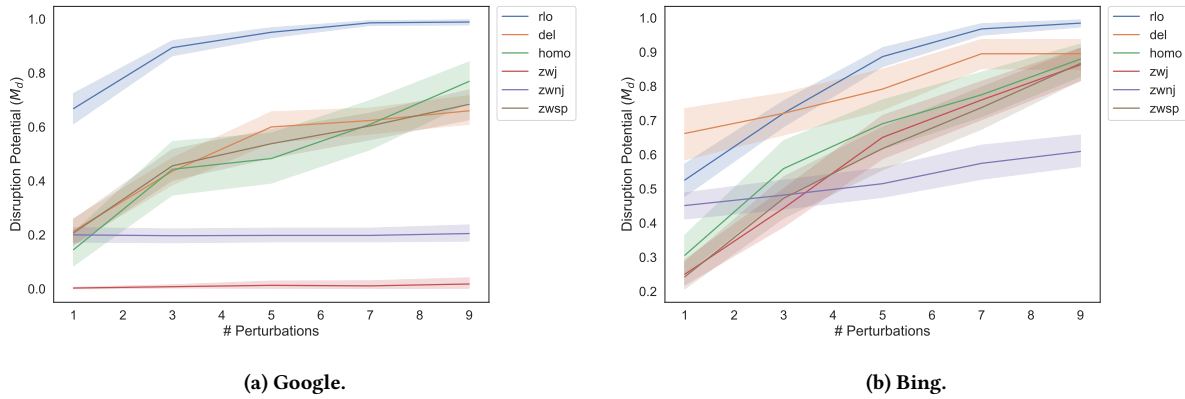 Disruption Potential (M_d)
1.0
0.8
0.6
0.4
0.2
0.0
1 2 3 4 5 6 7 8 9
# Perturbations
rlo
del
homo
zwj
zwnj
zwsp
(a) Google.
Disruption Potential (M_d)
1.0
0.9
0.8
0.7
0.6
0.5
0.4
0.3
0.2
1 2 3 4 5 6 7 8 9
# Perturbations
rlo
del
homo
zwj
zwnj
zwsp
(b) Bing.